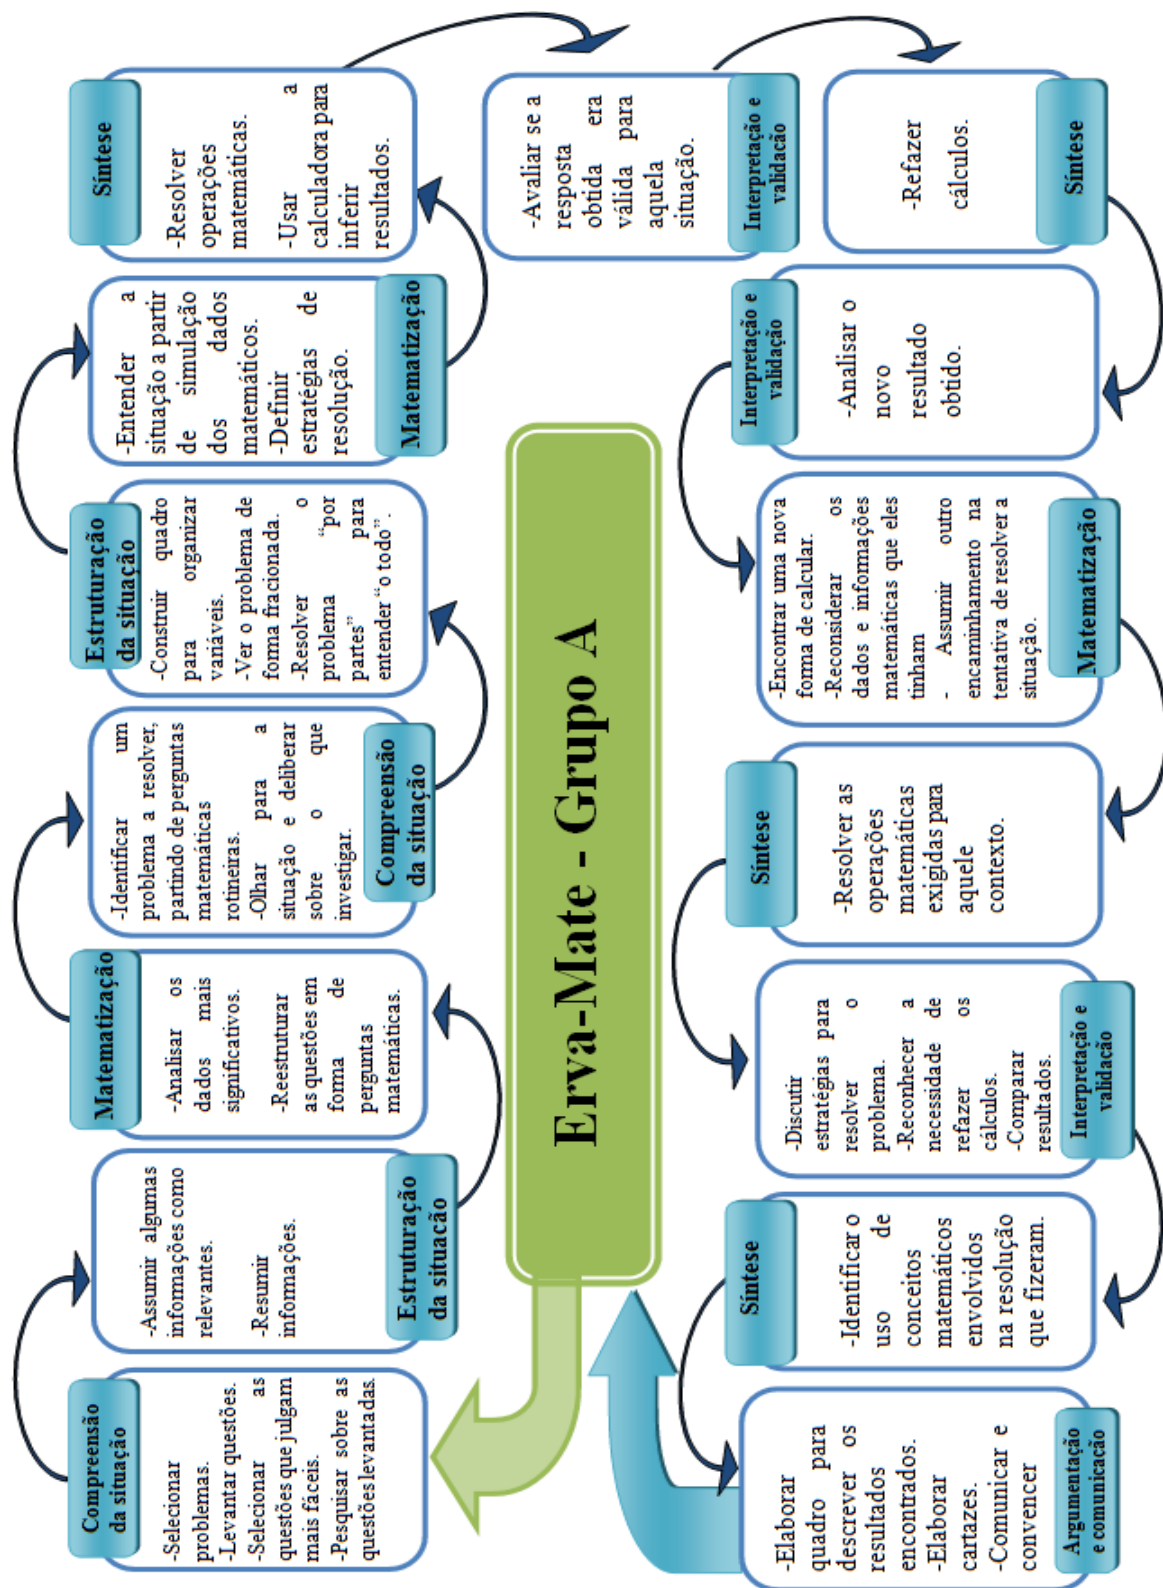 Compreensão
da situação
-Selecionar
problemas.
-Levantar questões.
-Selecionar as
questões que julgam
mais fáceis.
-Pesquisar sobre as
questões levantadas.
-Assumir algumas
informações como
relevantes.
-Resumir
informações.
Estruturação
da situacão
Matematização
-Analisar os
dados mais
significativos.
-Reestruturar
as questões em
forma de
perguntas
matemáticas.
-Identificar um
problema a resolver,
partindo de perguntas
matemáticas
rotineiras.
-Olhar para a
situação e deliberar
sobre o que
investigar.
Compreensão
da situação
Estruturação
da situação
-Construir quadro
para organizar
variáveis.
-Ver o problema de
forma fracionada.
-Resolver o
problema “por
partes” para
entender “o todo”.
-Entender a
situação a partir
de simulação
dos dados
matemáticos.
-Definir
estratégias de
resolução.
Matematização
Síntese
-Resolver
operações
matemáticas.
-Usar a
calculadora para
inferir
resultados.
-Avaliar se a
resposta
obtida era
válida para
aquela
situação.
Interpretação e
validação
-Refazer
cálculos.
Síntese
Interpretação e
validação
-Analisar o
novo
resultado
obtido.
-Encontrar uma nova
forma de calcular.
-Reconsiderar os
dados e informações
matemáticas que eles
tinham
- Assumir outro
encaminhamento na
tentativa de resolver a
situação.
Matematização
Síntese
-Resolver as
operações
matemáticas
exigidas para
aquele
contexto.
-Discutir
estratégias para
resolver o
problema.
-Reconhecer a
necessidade de
refazer os
cálculos.
-Comparar
resultados.
Interpretação e
validação
Síntese
-Identificar o
uso de
conceitos
matemáticos
envolvidos
na resolução
que fizeram.
-Elaborar
quadro para
descrever os
resultados
encontrados.
-Elaborar
cartazes.
-Comunicar e
convencer
Argumentação
e comunicação
Erva-Mate - Grupo A